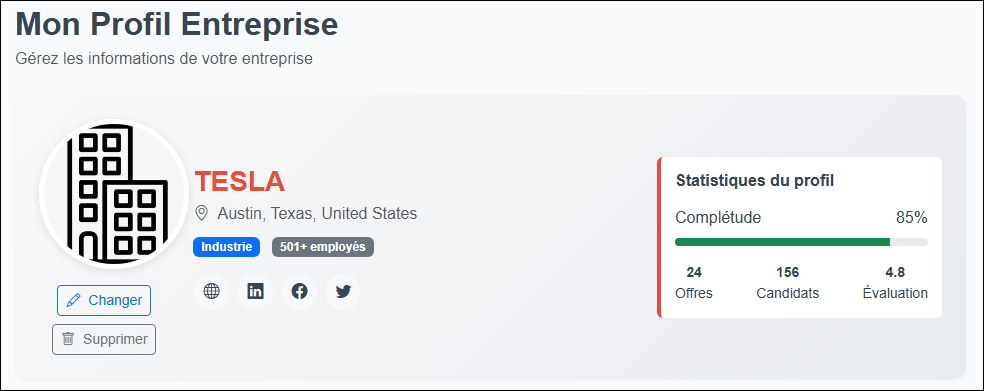 Mon Profil Entreprise
Gérez les informations de votre entreprise
TESLA
Austin, Texas, United States
Industrie 501+ employés
Changer
Supprimer
Statistiques du profil
Complétude 85%
24 156 4.8
Offres Candidats Évaluation